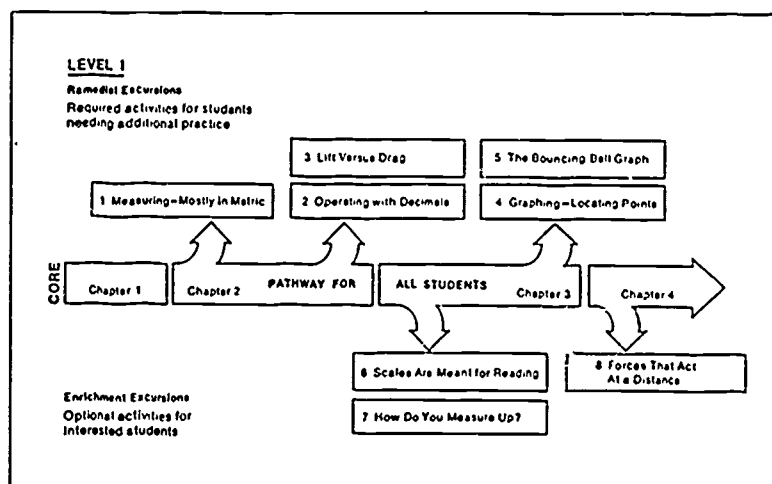 LEVEL 1
Remedial Excursions
Required activities for students
needing additional practice
3 Lift Versus Drag
5 The Bouncing Ball Graph
1 Measuring–Mostly in Metric
2 Operating with Decimals
4 Graphing–Locating Points
CORE
Chapter 1
Chapter 2
PATHWAY FOR
ALL STUDENTS
Chapter 3
Chapter 4
6 Scales Are Meant for Reading
8 Forces That Act
At a Distance
Enrichment Excursions
Optional activities for
interested students
7 How Do You Measure Up?